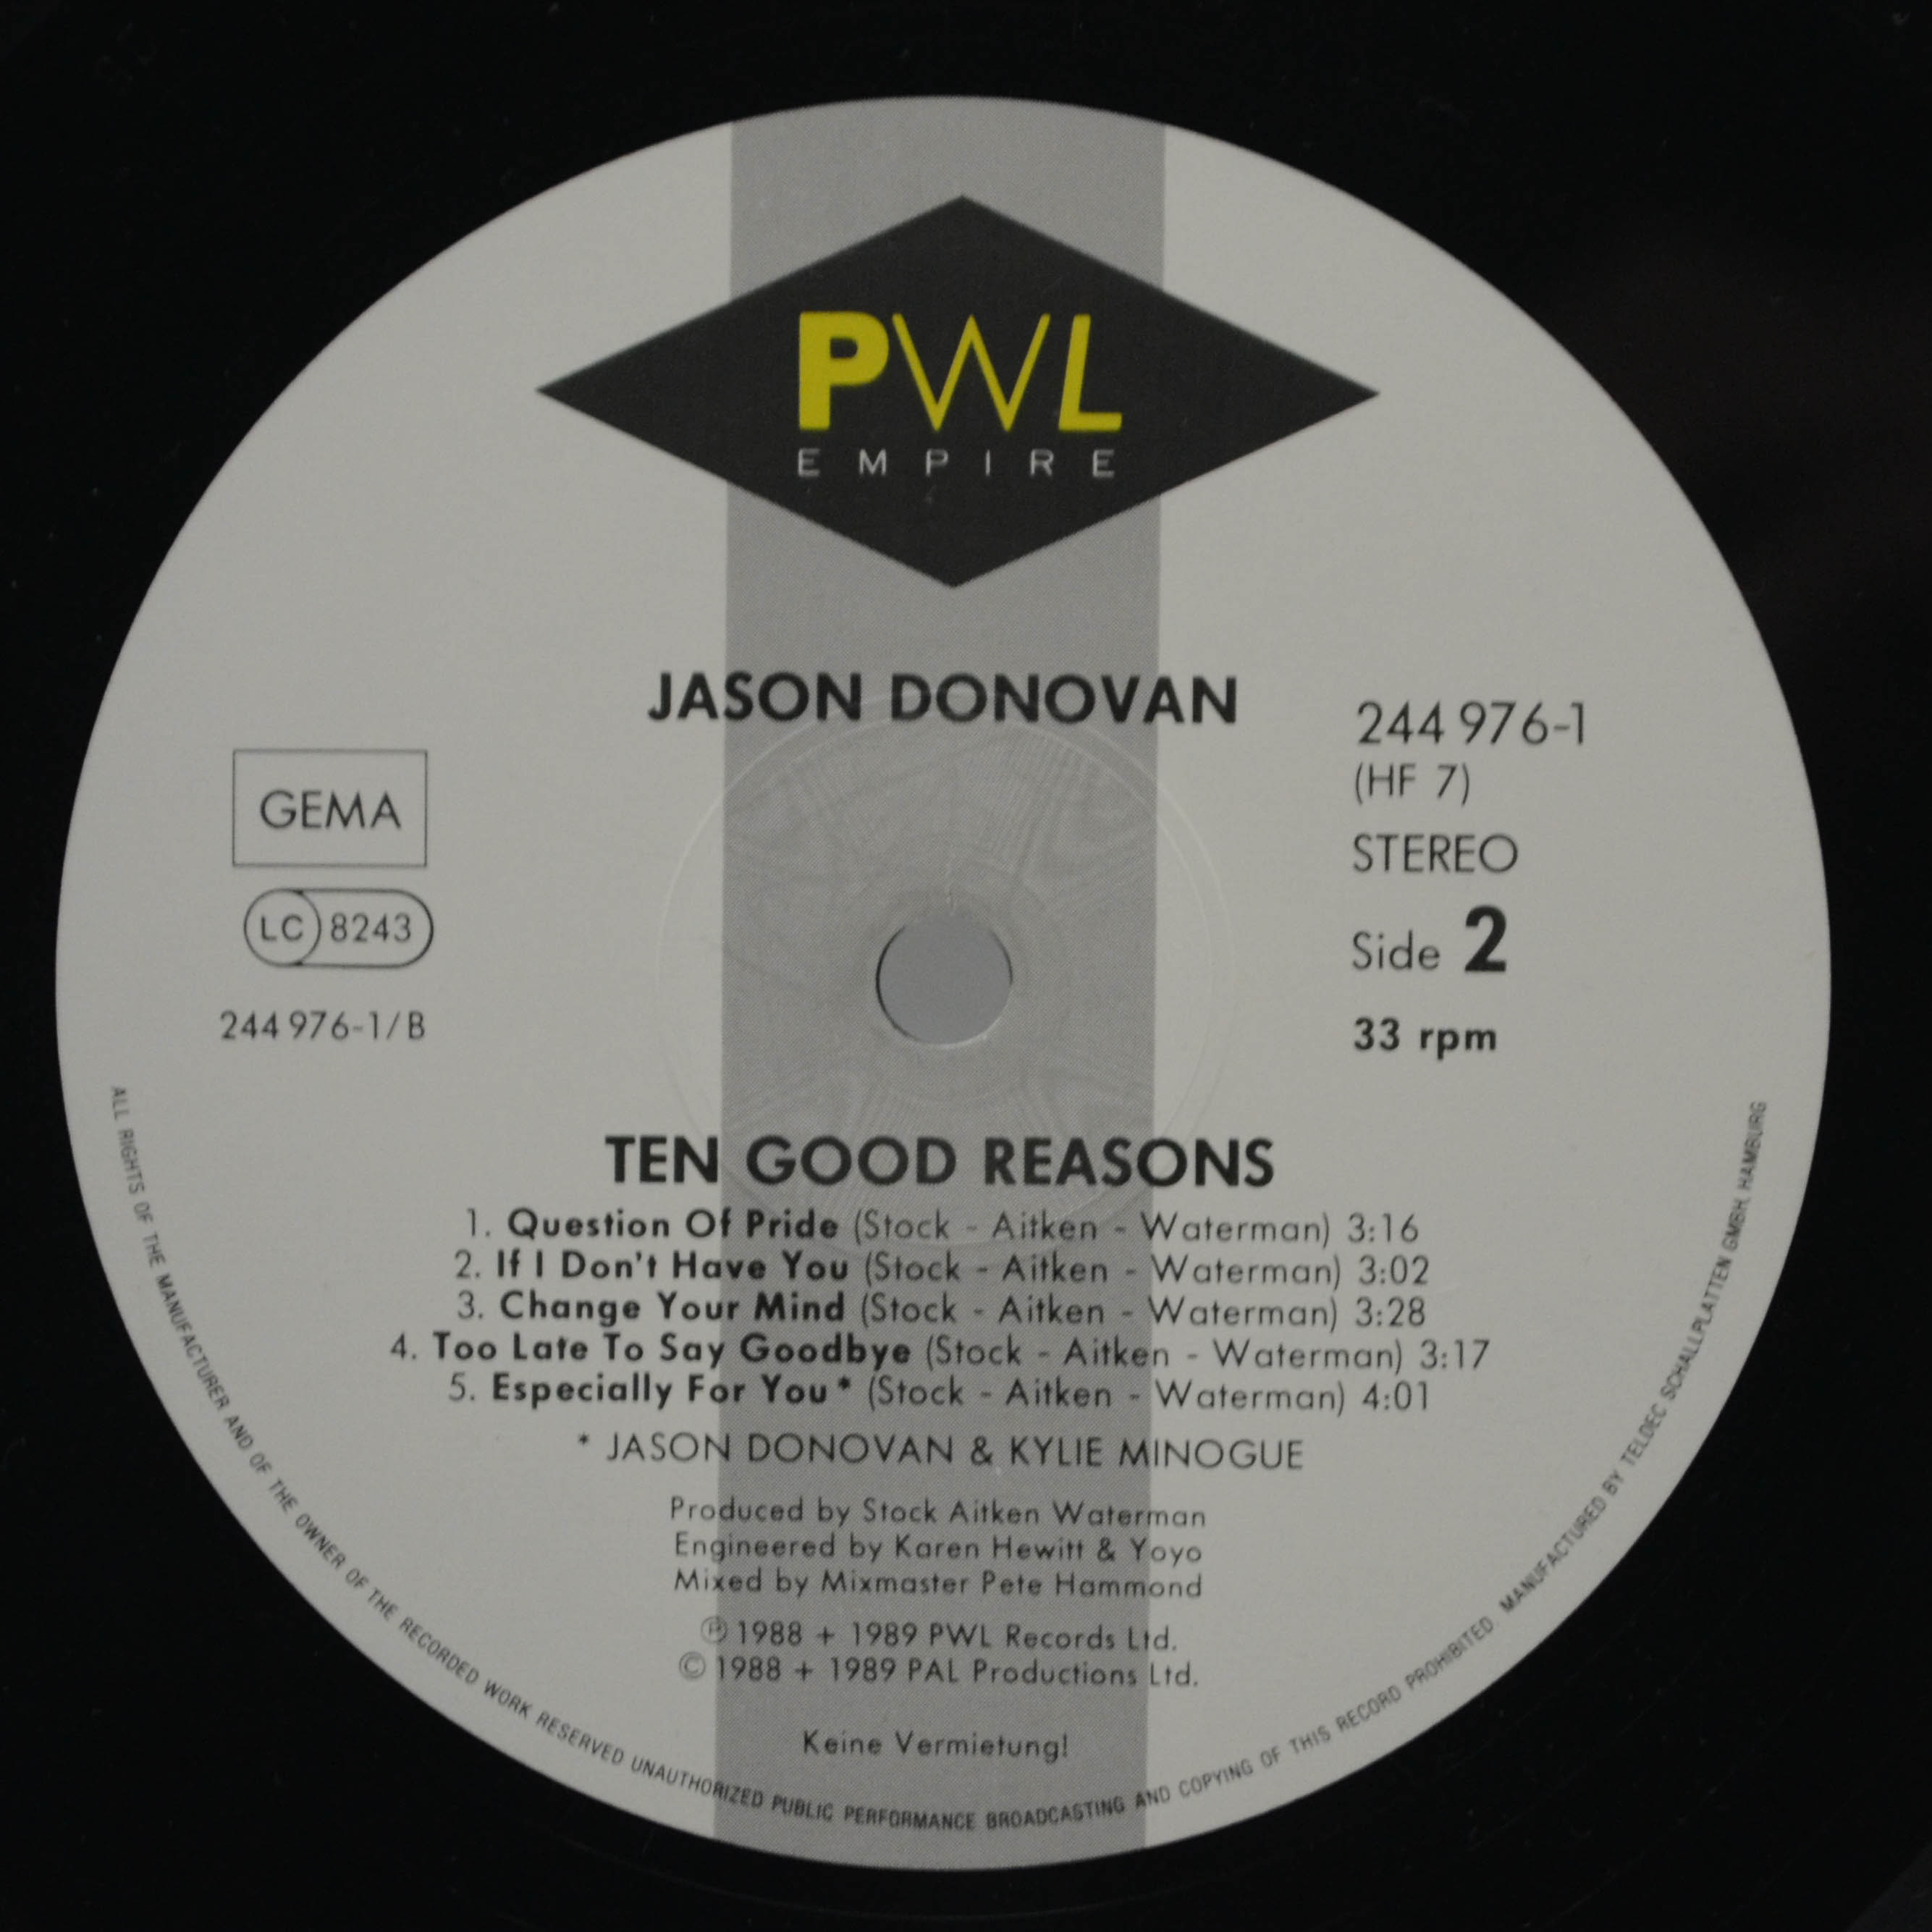 PWL
EMPIRE
JASON DONOVAN
GEMA
LC 8243
244 976-1/B
244 976-1
(HF 7)
STEREO
Side 2
33 rpm
TEN GOOD REASONS
1. Question Of Pride (Stock - Aitken - Waterman) 3:16
2. If I Don't Have You (Stock - Aitken - Waterman) 3:02
3. Change Your Mind (Stock - Aitken - Waterman) 3:28
4. Too Late To Say Goodbye (Stock - Aitken - Waterman) 3:17
5. Especially For You* (Stock - Aitken - Waterman) 4:01
* JASON DONOVAN & KYLIE MINOGUE
Produced by Stock Aitken Waterman
Engineered by Karen Hewitt & Yoyo
Mixed by Mixmaster Pete Hammond
℗ 1988 + 1989 PWL Records Ltd.
© 1988 + 1989 PAL Productions Ltd.
Keine Vermietung!
ALL RIGHTS OF THE MANUFACTURER AND OF THE OWNER OF THE RECORDED WORK RESERVED UNAUTHORIZED PUBLIC PERFORMANCE BROADCASTING AND COPYING OF THIS RECORD PROHIBITED. MANUFACTURED BY TELDEC SCHALLPLATTEN GMBH, HAMBURG